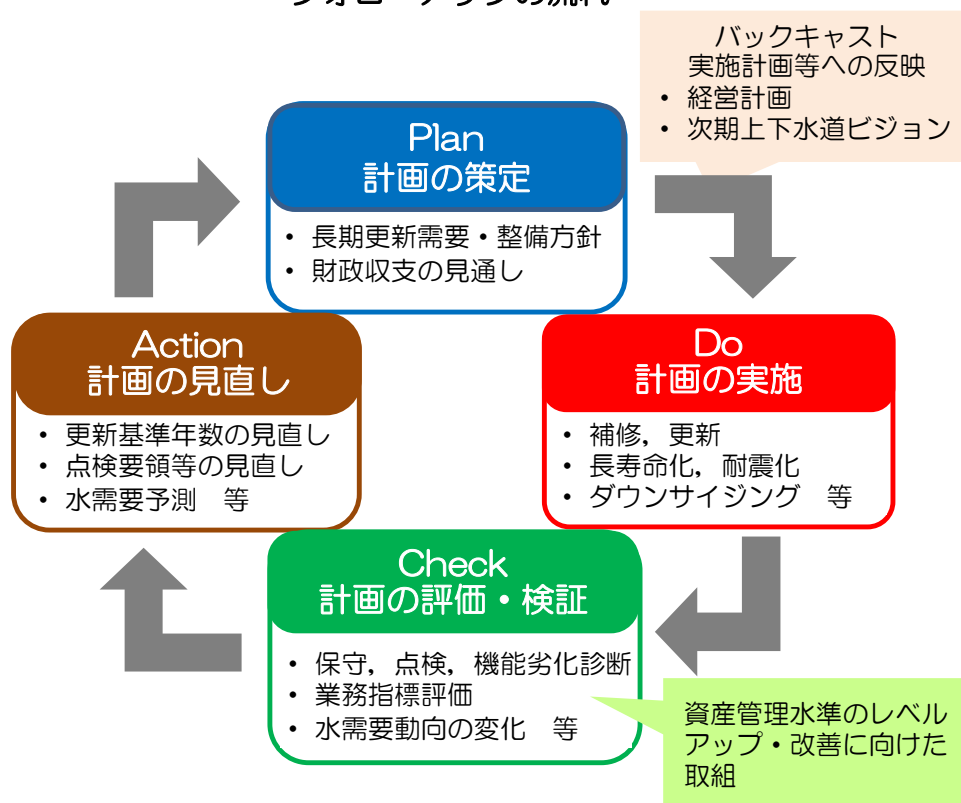 バックキャスト
実施計画等への反映
• 経営計画
• 次期上下水道ビジョン
Plan
計画の策定
• 長期更新需要・整備方針
• 財政収支の見通し
Do
計画の実施
• 補修，更新
• 長寿命化，耐震化
• ダウンサイジング　等
Check
計画の評価・検証
• 保守，点検，機能劣化診断
• 業務指標評価
• 水需要動向の変化　等
資産管理水準のレベル
アップ・改善に向けた
取組
Action
計画の見直し
• 更新基準年数の見直し
• 点検要領等の見直し
• 水需要予測　等